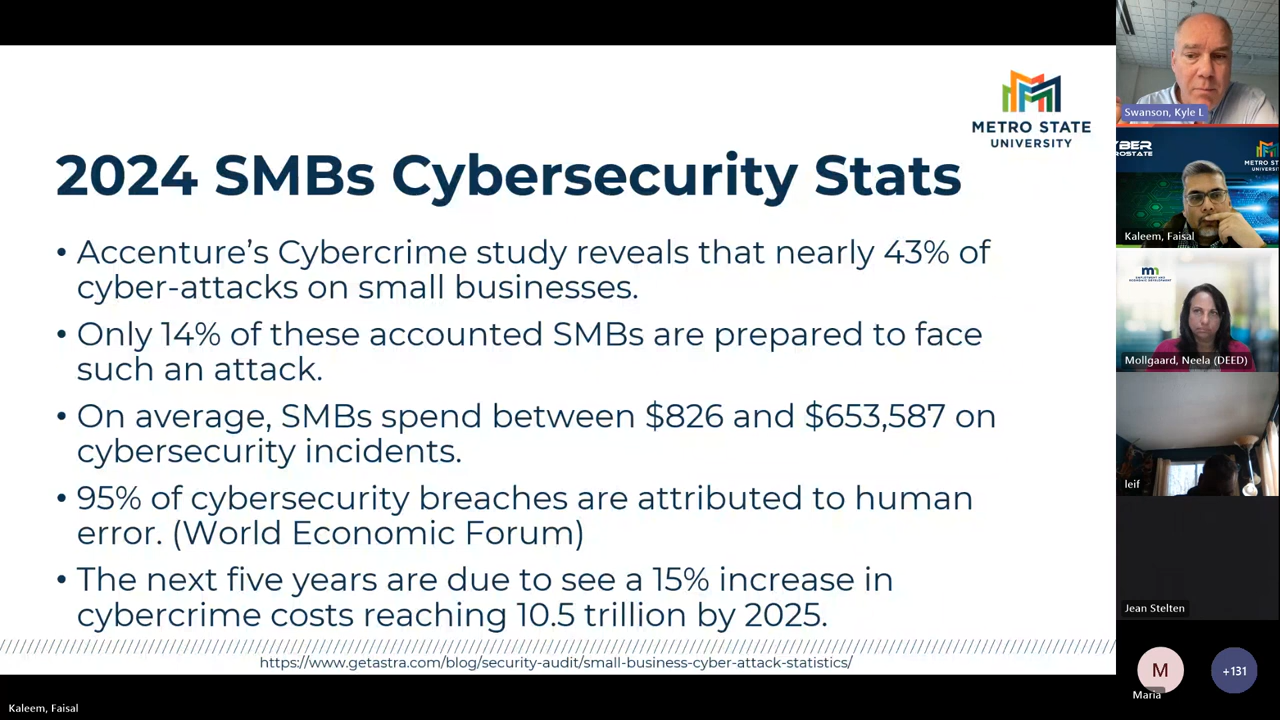 METRO STATE
UNIVERSITY
2024 SMBs Cybersecurity Stats
• Accenture’s Cybercrime study reveals that nearly 43% of
cyber-attacks on small businesses.
• Only 14% of these accounted SMBs are prepared to face
such an attack.
• On average, SMBs spend between $826 and $653,587 on
cybersecurity incidents.
• 95% of cybersecurity breaches are attributed to human
error. (World Economic Forum)
• The next five years are due to see a 15% increase in
cybercrime costs reaching 10.5 trillion by 2025.
https://www.getastra.com/blog/security-audit/small-business-cyber-attack-statistics/
Kaleem, Faisal
Swanson, Kyle L
METRO ST
Kaleem, Faisal
mn
Mollgaard, Neela (DEED)
leif
Jean Stelten
M
Maria
+131